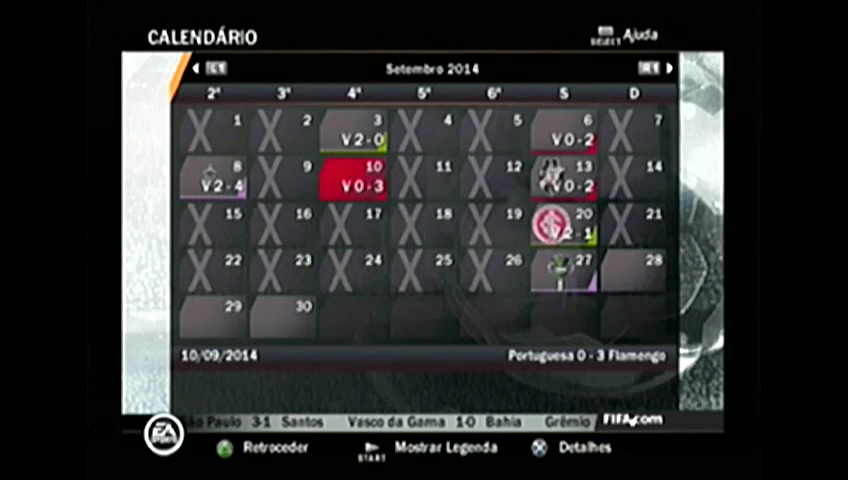 CALENDÁRIO
SELECT Ajuda
L1 Setembro 2014 R1
2ª 3ª 4ª 5ª 6ª S D
1 2 3 4 5 6 7
V 2 - 0 V 0 - 2
8 9 10 11 12 13 14
V 2 - 4 V 0 - 3 V 0 - 2
15 16 17 18 19 20 21
V 2 - 1
22 23 24 25 26 27 28
29 30
10/09/2014 Portuguesa 0 - 3 Flamengo
São Paulo 3-1 Santos Vasco da Gama 1-0 Bahia Grêmio FIFA.com
EA SPORTS Retroceder START Mostrar Legenda Detalhes